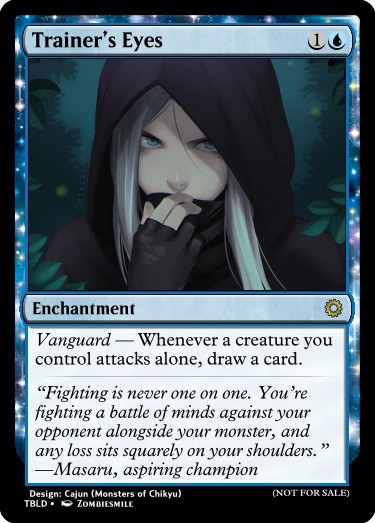 Trainer's Eyes 1
Enchantment
Vanguard — Whenever a creature you
control attacks alone, draw a card.
“Fighting is never one on one. You're
fighting a battle of minds against your
opponent alongside your monster, and
any loss sits squarely on your shoulders.”
—Masaru, aspiring champion
Design: Cajun (Monsters of Chikyu)
TBLD • ZOMBIESMILE
(NOT FOR SALE)